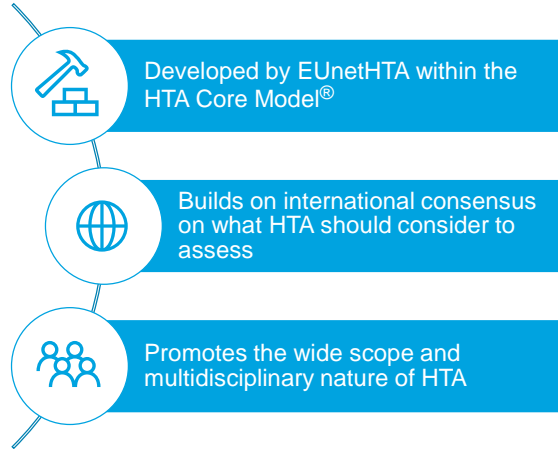 Developed by EUnetHTA within the
HTA Core Model®
Builds on international consensus
on what HTA should consider to
assess
Promotes the wide scope and
multidisciplinary nature of HTA